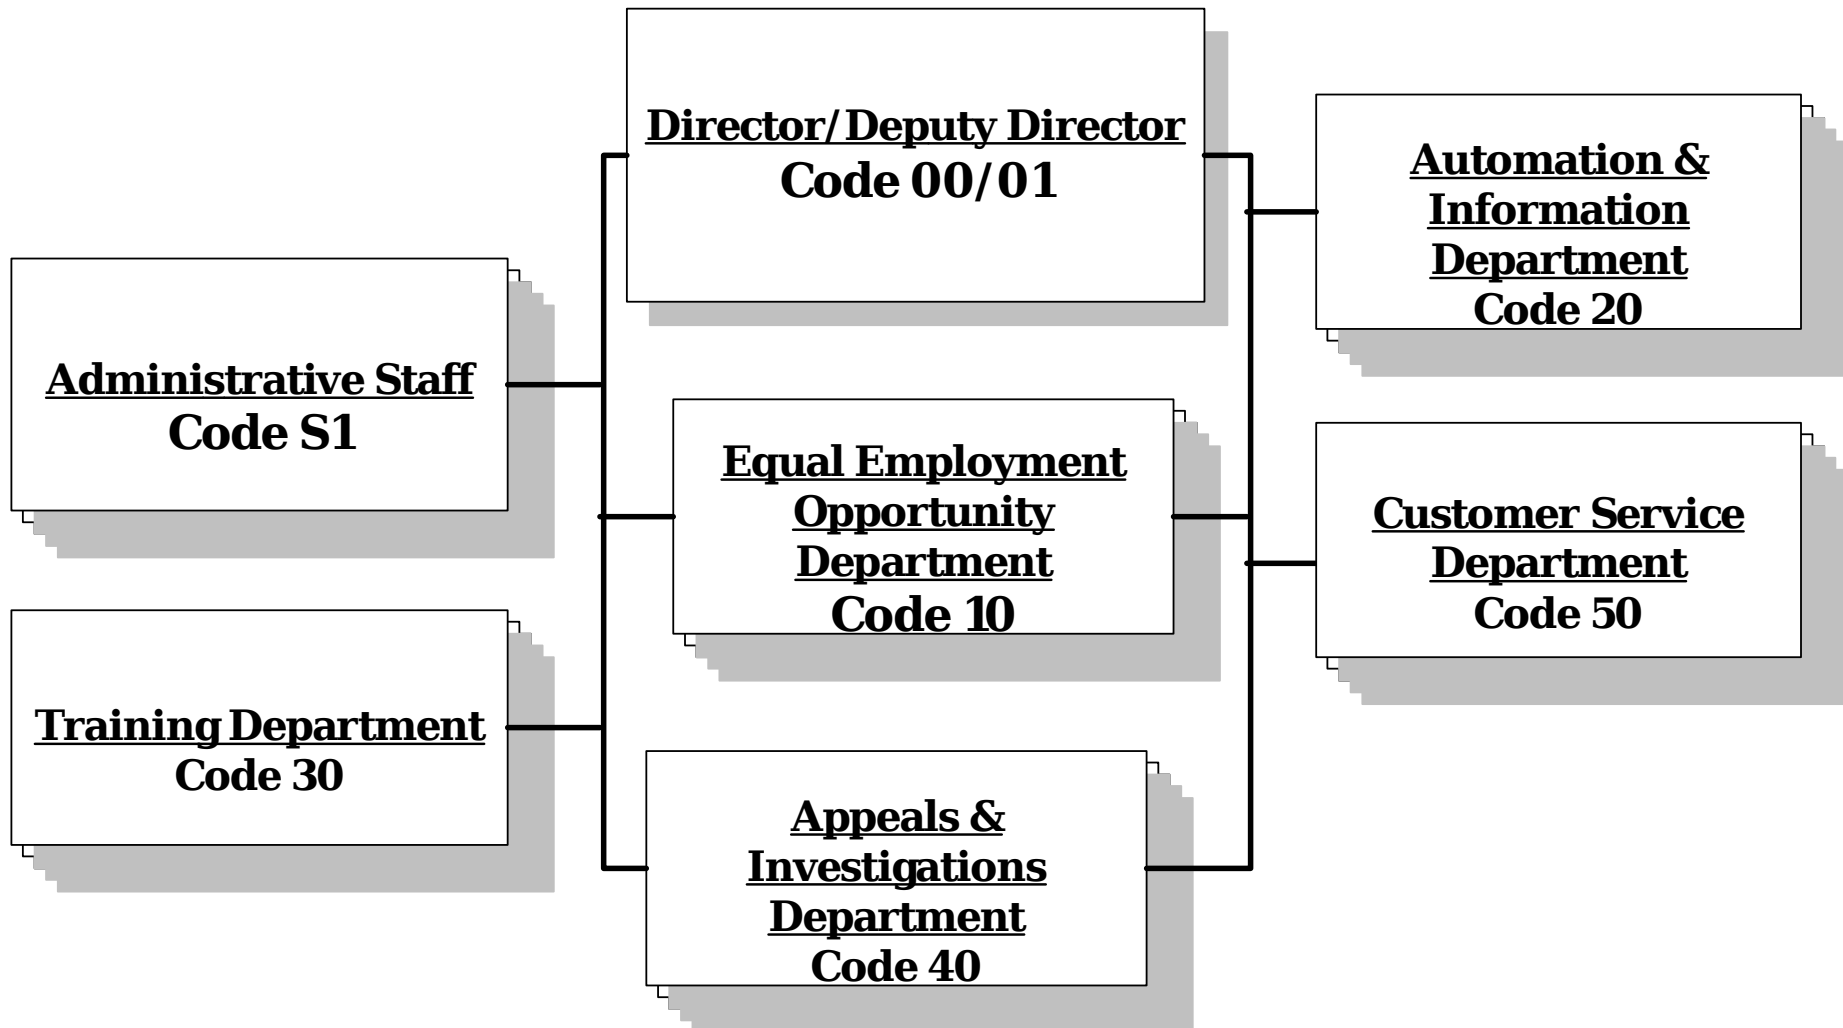 Director/Deputy Director
Code 00/01
Automation &
Information
Department
Code 20
Administrative Staff
Code S1
Equal Employment
Opportunity
Department
Code 10
Customer Service
Department
Code 50
Training Department
Code 30
Appeals &
Investigations
Department
Code 40